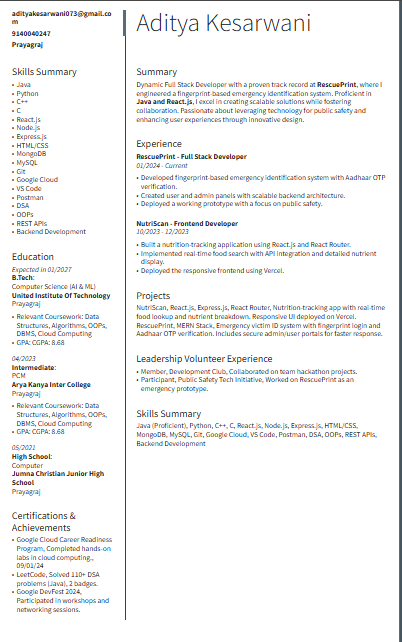 adityakesarwani073@gmail.co
m
9140040247
Prayagraj
Skills Summary
• Java
• Python
• C++
• C
• React.js
• Node.js
• Express.js
• HTML/CSS
• MongoDB
• MySQL
• Git
• Google Cloud
• VS Code
• Postman
• DSA
• OOPs
• REST APIs
• Backend Development
Education
Expected in 01/2027
B.Tech:
Computer Science (AI & ML)
United Institute Of Technology
Prayagraj
• Relevant Coursework: Data
Structures, Algorithms, OOPs,
DBMS, Cloud Computing
• GPA: CGPA: 8.68
04/2023
Intermediate:
PCM
Arya Kanya Inter College
Prayagraj
• Relevant Coursework: Data
Structures, Algorithms, OOPs,
DBMS, Cloud Computing
• GPA: CGPA: 8.68
05/2021
High School:
Computer
Jumna Christian Junior High
School
Prayagraj
Certifications &
Achievements
• Google Cloud Career Readiness
Program, Completed hands-on
labs in cloud computing.,
09/01/24
• LeetCode, Solved 110+ DSA
problems (Java), 2 badges.
• Google DevFest 2024,
Participated in workshops and
networking sessions.
Aditya Kesarwani
Summary
Dynamic Full Stack Developer with a proven track record at RescuePrint, where I
engineered a fingerprint-based emergency identification system. Proficient in
Java and React.js, I excel in creating scalable solutions while fostering
collaboration. Passionate about leveraging technology for public safety and
enhancing user experiences through innovative design.
Experience
RescuePrint - Full Stack Developer
01/2024 - Current
• Developed fingerprint-based emergency identification system with Aadhaar OTP
verification.
• Created user and admin panels with scalable backend architecture.
• Deployed a working prototype with a focus on public safety.
NutriScan - Frontend Developer
10/2023 - 12/2023
• Built a nutrition-tracking application using React.js and React Router.
• Implemented real-time food search with API integration and detailed nutrient
display.
• Deployed the responsive frontend using Vercel.
Projects
NutriScan, React.js, Express.js, React Router, Nutrition-tracking app with real-time
food lookup and nutrient breakdown. Responsive UI deployed on Vercel.
RescuePrint, MERN Stack, Emergency victim ID system with fingerprint login and
Aadhaar OTP verification. Includes secure admin/user portals for faster response.
Leadership Volunteer Experience
• Member, Development Club, Collaborated on team hackathon projects.
• Participant, Public Safety Tech Initiative, Worked on RescuePrint as an
emergency prototype.
Skills Summary
Java (Proficient), Python, C++, C, React.js, Node.js, Express.js, HTML/CSS,
MongoDB, MySQL, Git, Google Cloud, VS Code, Postman, DSA, OOPs, REST APIs,
Backend Development